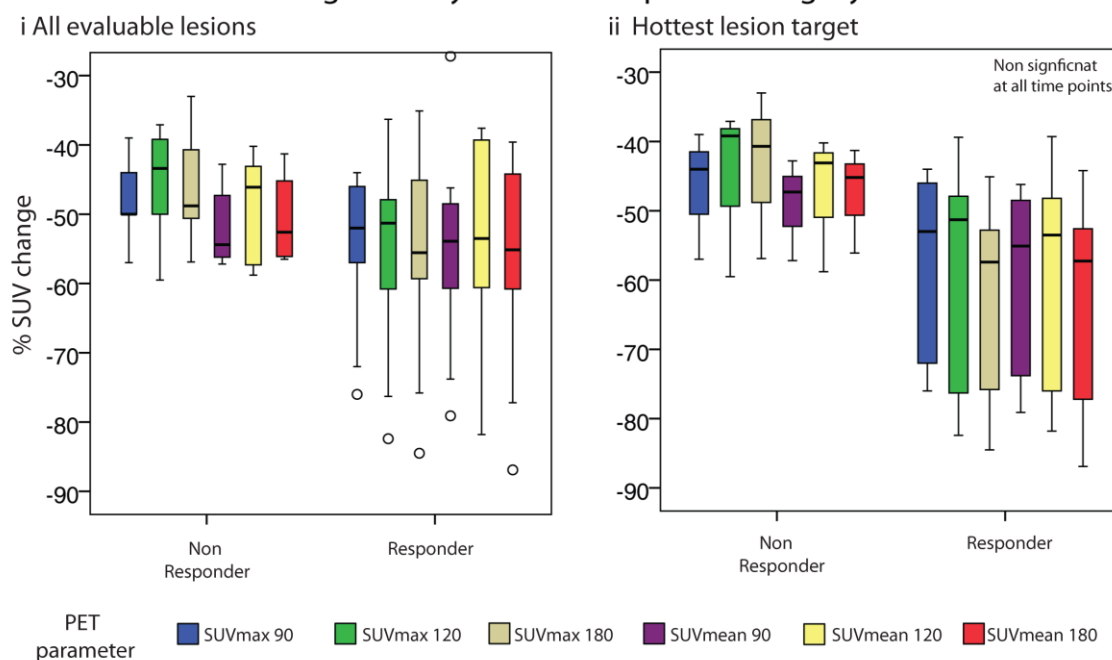 i All evaluable lesions
ii Hottest lesion target
Non signficnat
at all time points
% SUV change
-30
-40
-50
-60
-70
-80
-90
-30
-40
-50
-60
-70
-80
-90
Non
Responder
Responder
Non
Responder
Responder
PET
parameter
SUVmax 90
SUVmax 120
SUVmax 180
SUVmean 90
SUVmean 120
SUVmean 180